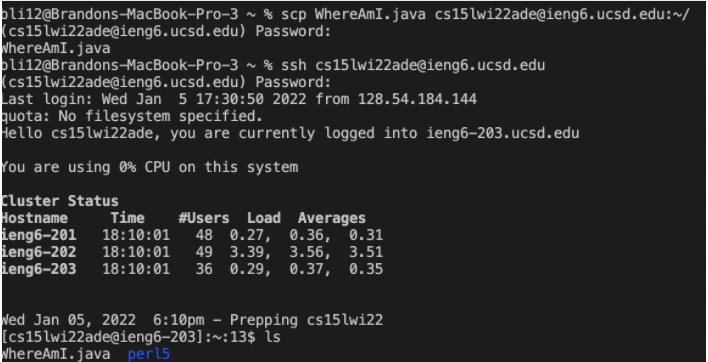 oli12@Brandons-MacBook-Pro-3 ~ % scp WhereAmI.java cs15lwi22ade@ieng6.ucsd.edu:~/
(cs15lwi22ade@ieng6.ucsd.edu) Password:
WhereAmI.java
oli12@Brandons-MacBook-Pro-3 ~ % ssh cs15lwi22ade@ieng6.ucsd.edu
(cs15lwi22ade@ieng6.ucsd.edu) Password:
Last login: Wed Jan  5 17:30:50 2022 from 128.54.184.144
quota: No filesystem specified.
Hello cs15lwi22ade, you are currently logged into ieng6-203.ucsd.edu
You are using 0% CPU on this system
Cluster Status
Hostname     Time    #Users  Load  Averages
ieng6-201   18:10:01   48  0.27,  0.36,  0.31
ieng6-202   18:10:01   49  3.39,  3.56,  3.51
ieng6-203   18:10:01   36  0.29,  0.37,  0.35
Wed Jan 05, 2022  6:10pm - Prepping cs15lwi22
[cs15lwi22ade@ieng6-203]:~:13$ ls
WhereAmI.java  perl5